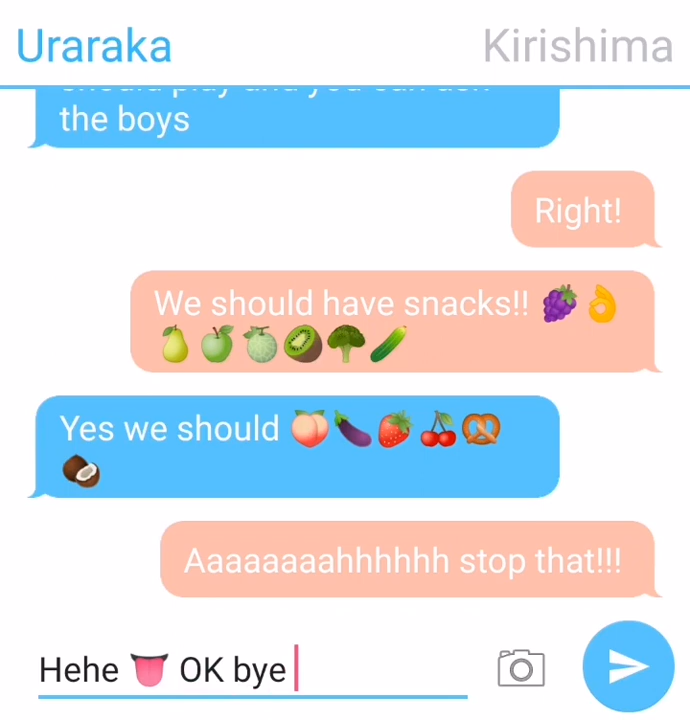 Uraraka
Kirishima
the boys
Right!
We should have snacks!! 🍇👌
🍐🍏🍈🥝🥦🥒
Yes we should 🍑🍆🍓🍒🥨
🥥
Aaaaaaaahhhhhh stop that!!!
Hehe 👅 OK bye